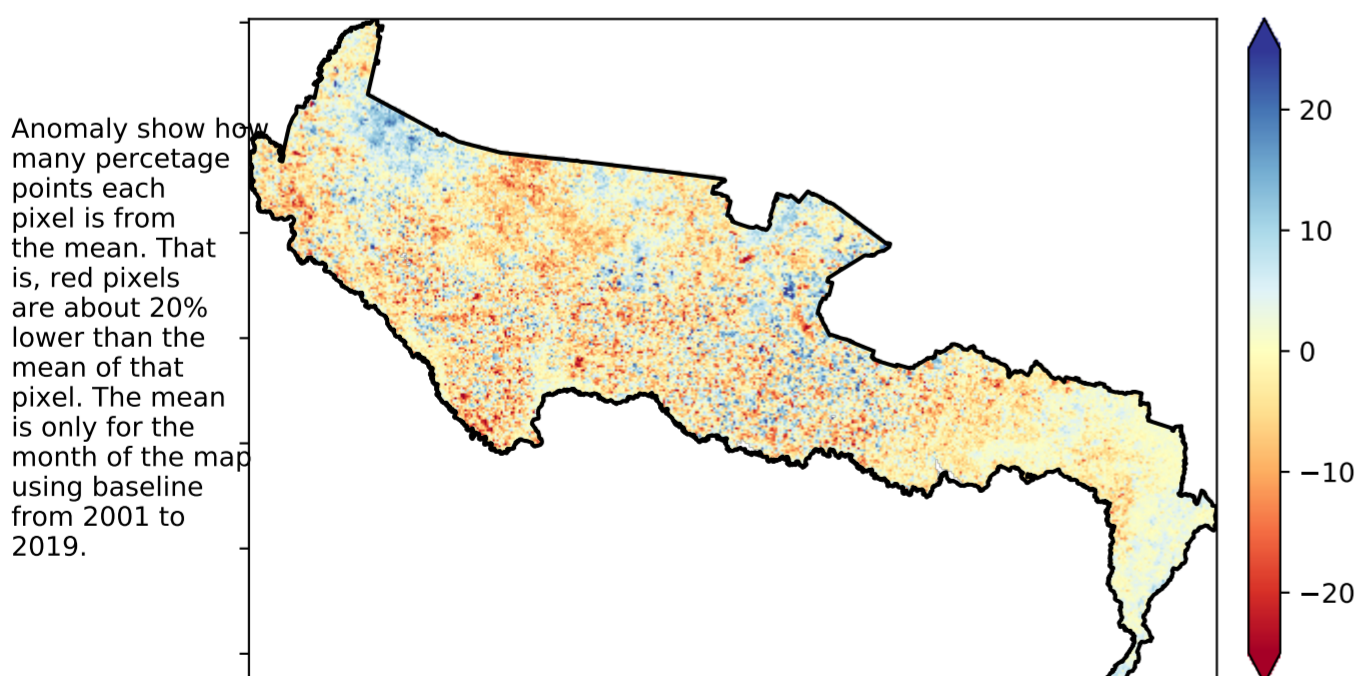 Anomaly show how
many percetage
points each
pixel is from
the mean. That
is, red pixels
are about 20%
lower than the
mean of that
pixel. The mean
is only for the
month of the map
using baseline
from 2001 to
2019.
20
10
0
−10
−20